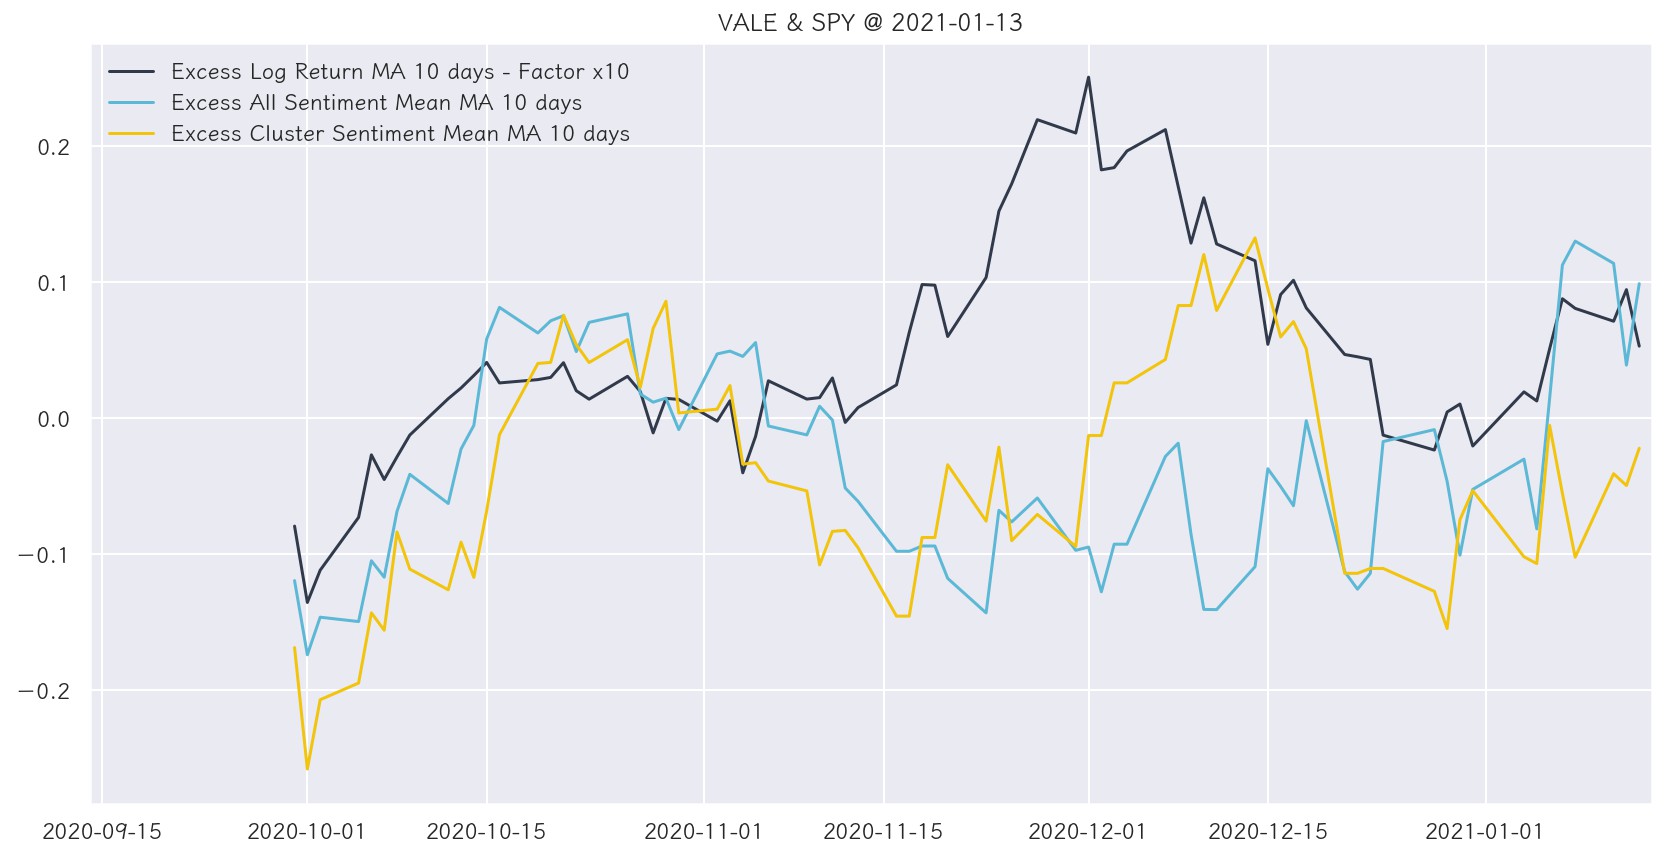 VALE & SPY @ 2021-01-13
Excess Log Return MA 10 days - Factor x10
Excess All Sentiment Mean MA 10 days
Excess Cluster Sentiment Mean MA 10 days
0.2
0.1
0.0
−0.1
−0.2
2020-09-15 2020-10-01 2020-10-15 2020-11-01 2020-11-15 2020-12-01 2020-12-15 2021-01-01